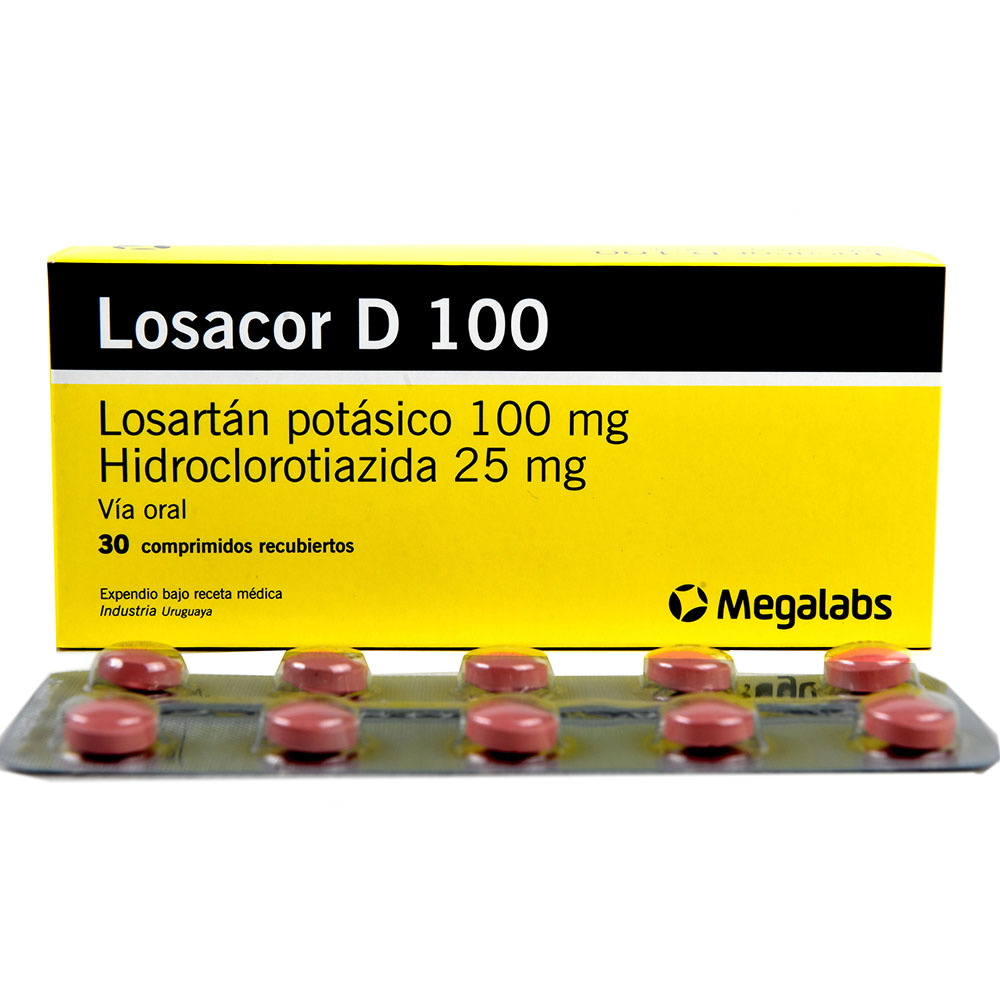 Losacor D 100
Losartán potásico 100 mg
Hidroclorotiazida 25 mg
Vía oral
30 comprimidos recubiertos
Expendio bajo receta médica
Industria Uruguaya
Megalabs